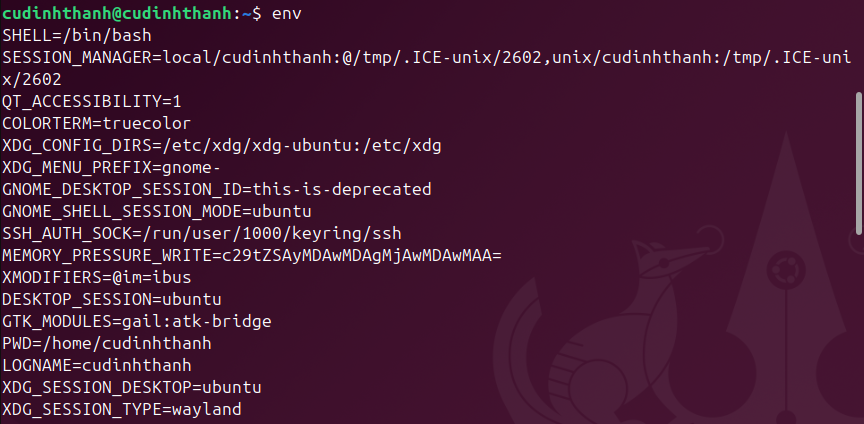 cudinhthanh@cudinhthanh:~$ env
SHELL=/bin/bash
SESSION_MANAGER=local/cudinhthanh:@/tmp/.ICE-unix/2602,unix/cudinhthanh:/tmp/.ICE-uni
x/2602
QT_ACCESSIBILITY=1
COLORTERM=truecolor
XDG_CONFIG_DIRS=/etc/xdg/xdg-ubuntu:/etc/xdg
XDG_MENU_PREFIX=gnome-
GNOME_DESKTOP_SESSION_ID=this-is-deprecated
GNOME_SHELL_SESSION_MODE=ubuntu
SSH_AUTH_SOCK=/run/user/1000/keyring/ssh
MEMORY_PRESSURE_WRITE=c29tZSAyMDAwMDAgMjAwMDAwMAA=
XMODIFIERS=@im=ibus
DESKTOP_SESSION=ubuntu
GTK_MODULES=gail:atk-bridge
PWD=/home/cudinhthanh
LOGNAME=cudinhthanh
XDG_SESSION_DESKTOP=ubuntu
XDG_SESSION_TYPE=wayland